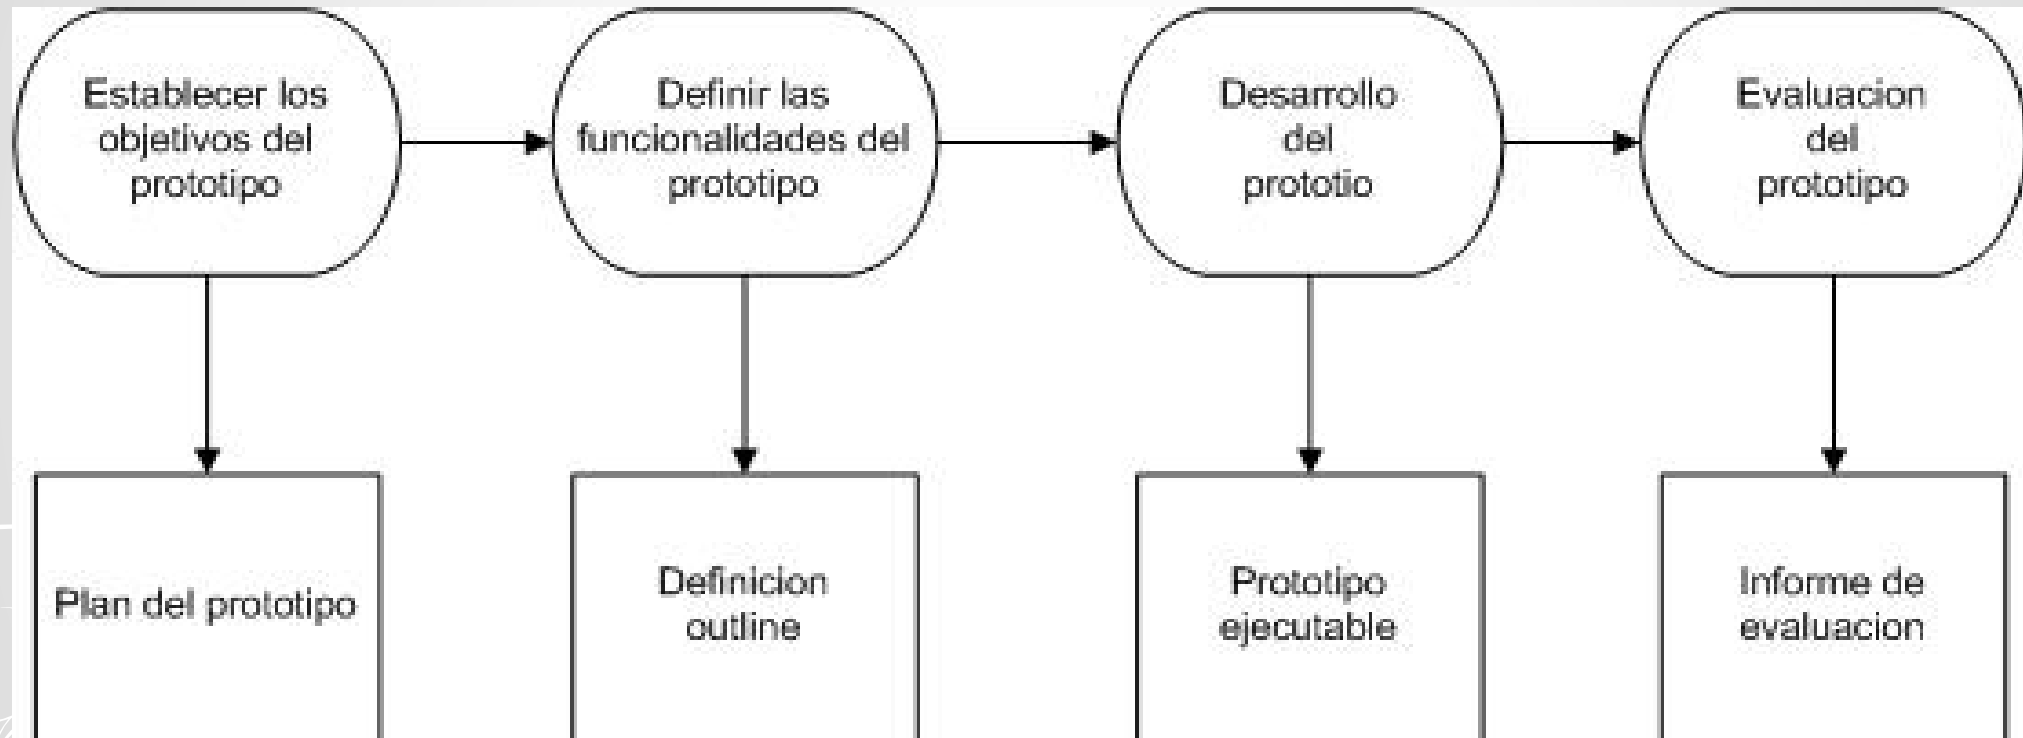 Establecer los
objetivos del
prototipo
Definir las
funcionalidades del
prototipo
Desarrollo
del
prototio
Evaluacion
del
prototipo
Plan del prototipo
Definicion
outline
Prototipo
ejecutable
Informe de
evaluacion